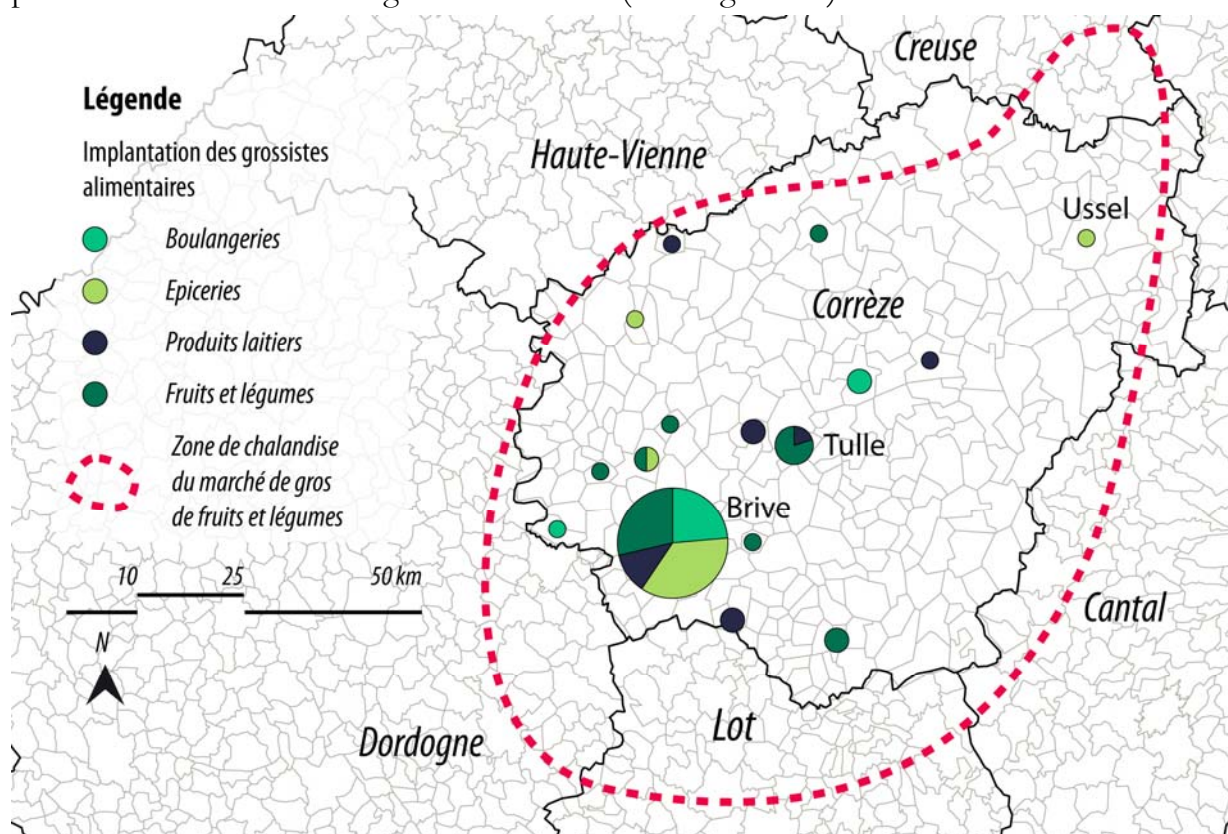 Creuse
Haute-Vienne
Légende
Implantation des grossistes
alimentaires
Boulangeries
Epiceries
Produits laitiers
Fruits et légumes
Zone de chalandise
du marché de gros
de fruits et légumes
10 25 50 km
N
Ussel
Corrèze
Tulle
Brive
Cantal
Lot
Dordogne